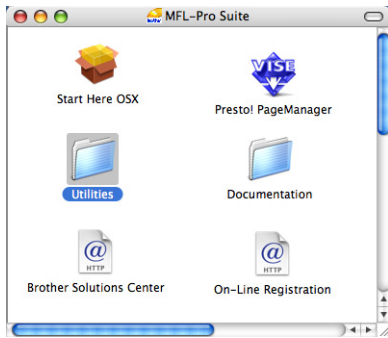 MFL-Pro Suite
VISE
Start Here OSX
Presto! PageManager
Utilities
Documentation
@
HTTP
@
HTTP
Brother Solutions Center
On-Line Registration